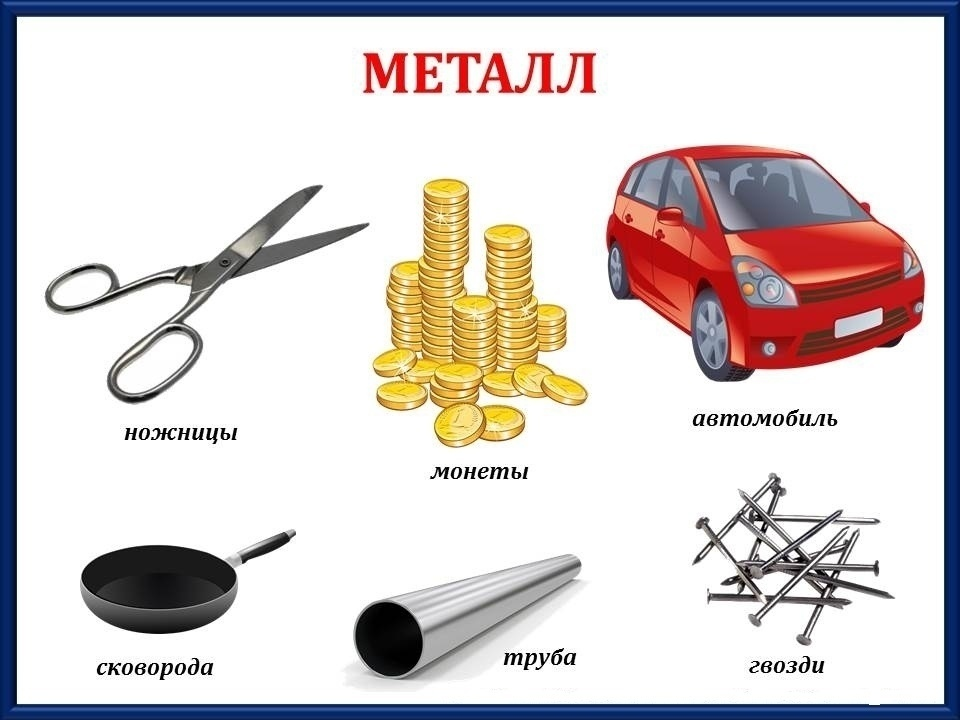 МЕТАЛЛ
ножницы
монеты
автомобиль
сковорода
труба
гвозди